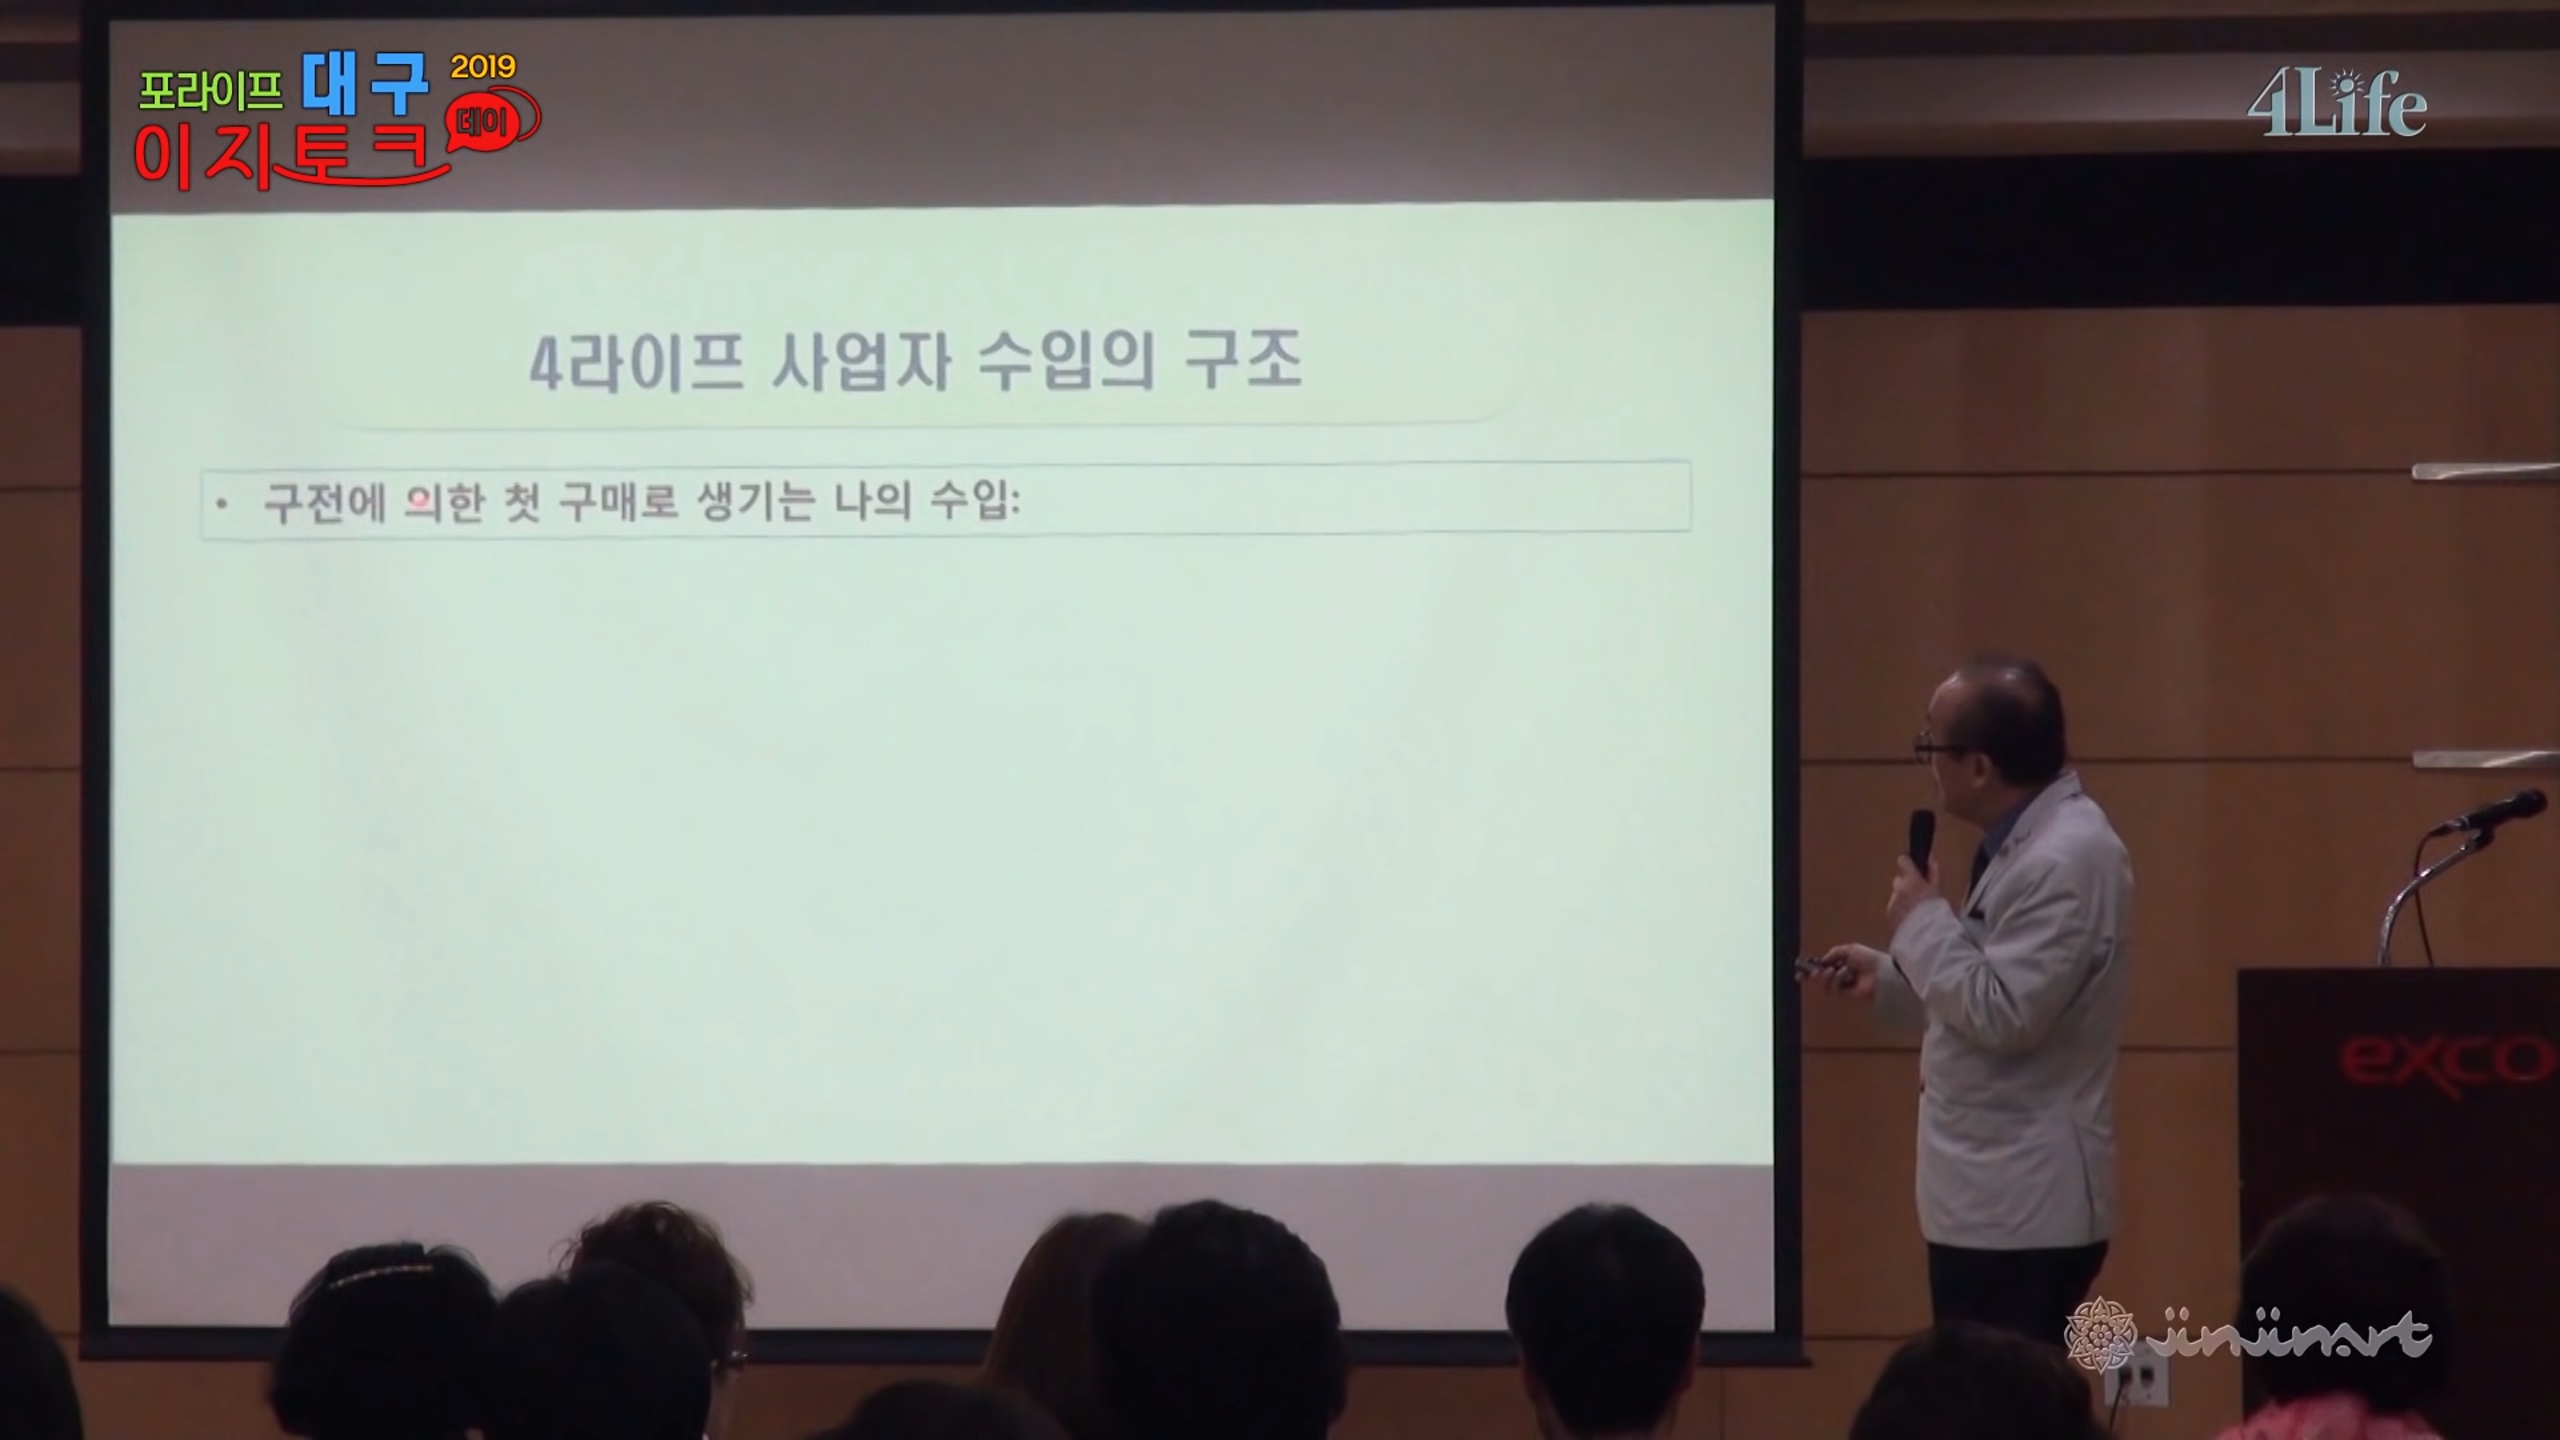 포라이프 대구 2019
이지토크 데이
4Life
4라이프 사업자 수입의 구조
• 구전에 의한 첫 구매로 생기는 나의 수입:
exco
jinjinart